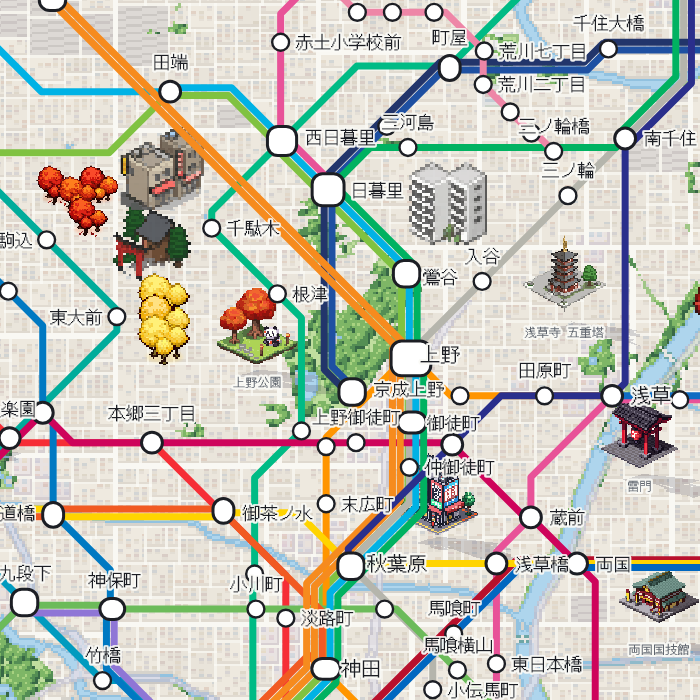 千住大橋
赤土小学校前
町屋
荒川七丁目
田端
荒川二丁目
三河島
三ノ輪橋
西日暮里
南千住
三ノ輪
日暮里
千駄木
駒込
入谷
鶯谷
根津
東大前
浅草寺 五重塔
上野
田原町
上野公園
京成上野
浅草
楽園
本郷三丁目
上野御徒町
御徒町
仲御徒町
雷門
道橋
御茶ノ水
末広町
蔵前
秋葉原
浅草橋
両国
九段下
神保町
小川町
淡路町
馬喰町
馬喰横山
両国国技館
竹橋
神田
東日本橋
小伝馬町